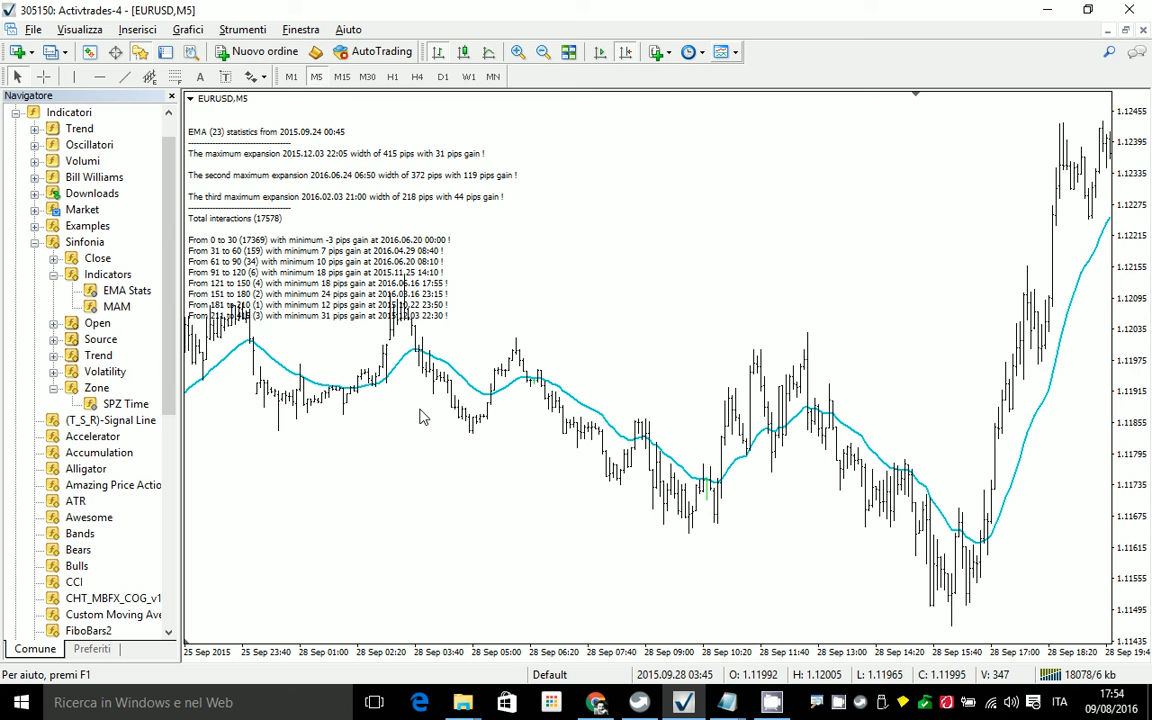 305150: Activtrades-4 - [EURUSD,M5]
File Visualizza Inserisci Grafici Strumenti Finestra Aiuto
Nuovo ordine AutoTrading
M1 M5 M15 M30 H1 H4 D1 W1 MN
Navigatore
Indicatori
Trend
Oscillatori
Volumi
Bill Williams
Downloads
Market
Examples
Sinfonia
Close
Indicators
EMA Stats
MAM
Open
Source
Trend
Volatility
Zone
SPZ Time
(T_S_R)-Signal Line
Accelerator
Accumulation
Alligator
Amazing Price Actio
ATR
Awesome
Bands
Bears
Bulls
CCI
CHT_MBFX_COG_v1
Custom Moving Ave
FiboBars2
Comune Preferiti
EURUSD,M5
EMA (23) statistics from 2015.09.24 00:45
--------------------------------------
The maximum expansion 2015.12.03 22:05 width of 415 pips with 31 pips gain !
The second maximum expansion 2016.06.24 06:50 width of 372 pips with 119 pips gain !
The third maximum expansion 2016.02.03 21:00 width of 218 pips with 44 pips gain !
--------------------------------------
Total interactions (17578)
From 0 to 30 (17369) with minimum -3 pips gain at 2016.06.20 00:00 !
From 31 to 60 (159) with minimum 7 pips gain at 2016.04.29 08:40 !
From 61 to 90 (34) with minimum 10 pips gain at 2016.06.20 08:10 !
From 91 to 120 (6) with minimum 18 pips gain at 2015.11.25 14:10 !
From 121 to 150 (4) with minimum 18 pips gain at 2016.06.16 17:55 !
From 151 to 180 (2) with minimum 24 pips gain at 2016.03.16 23:15 !
From 181 to 210 (1) with minimum 12 pips gain at 2015.10.22 23:50 !
From 211 to (3) with minimum 31 pips gain at 2015.12.03 22:30 !
1.12455
1.12395
1.12335
1.12275
1.12215
1.12155
1.12095
1.12035
1.11975
1.11915
1.11855
1.11795
1.11735
1.11675
1.11615
1.11555
1.11495
1.11435
25 Sep 2015 25 Sep 23:40 28 Sep 01:00 28 Sep 02:20 28 Sep 03:40 28 Sep 05:00 28 Sep 06:20 28 Sep 07:40 28 Sep 09:00 28 Sep 10:20 28 Sep 11:40 28 Sep 13:00 28 Sep 14:20 28 Sep 15:40 28 Sep 17:00 28 Sep 18:20 28 Sep 19:4
Per aiuto, premi F1 Default 2015.09.28 03:45 O: 1.11992 H: 1.12005 L: 1.11965 C: 1.11995 V: 347 18078/6 kb
Ricerca in Windows e nel Web ITA 17:54
09/08/2016